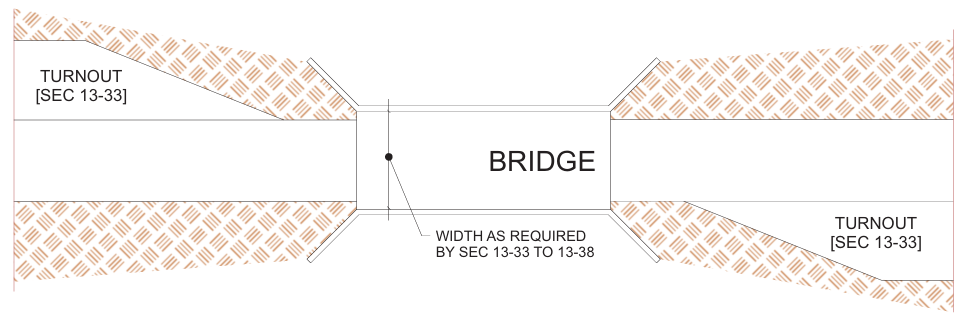 TURNOUT
[SEC 13-33]
BRIDGE
WIDTH AS REQUIRED
BY SEC 13-33 TO 13-38
TURNOUT
[SEC 13-33]